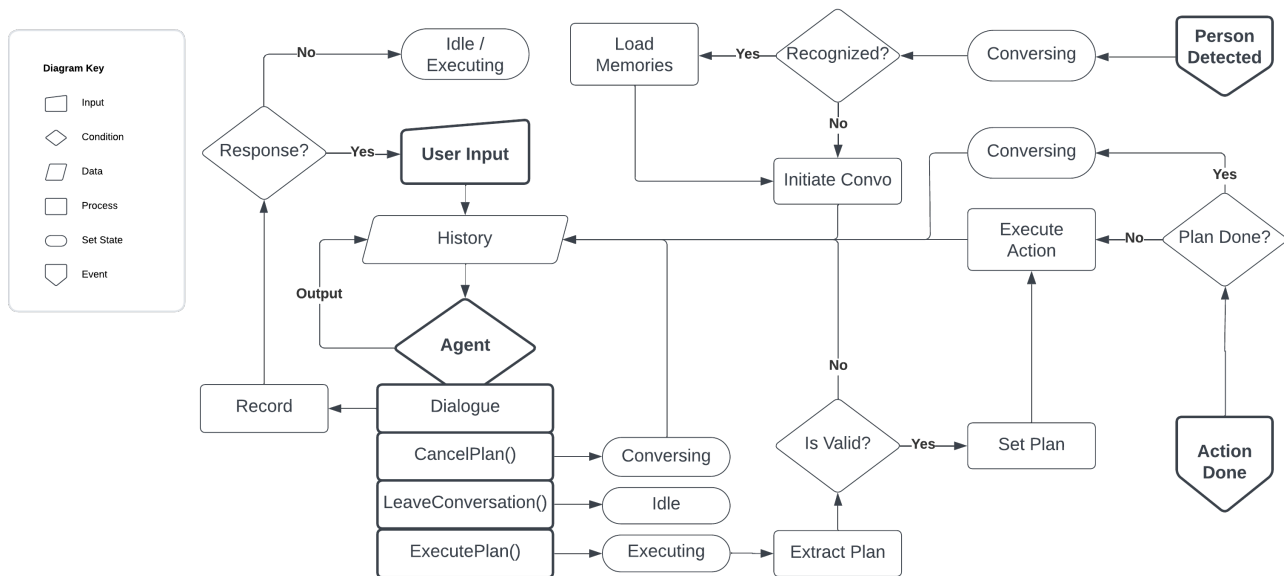 Diagram Key
Input
Condition
Data
Process
Set State
Event
No
Idle /
Executing
Response?
Yes
User Input
History
Output
Agent
Record
Dialogue
CancelPlan()
Conversing
LeaveConversation()
Idle
ExecutePlan()
Executing
Extract Plan
Load
Memories
Yes
Recognized?
Conversing
Person
Detected
No
Initiate Convo
Conversing
Yes
Execute
Action
No
Plan Done?
No
Is Valid?
Yes
Set Plan
Action
Done